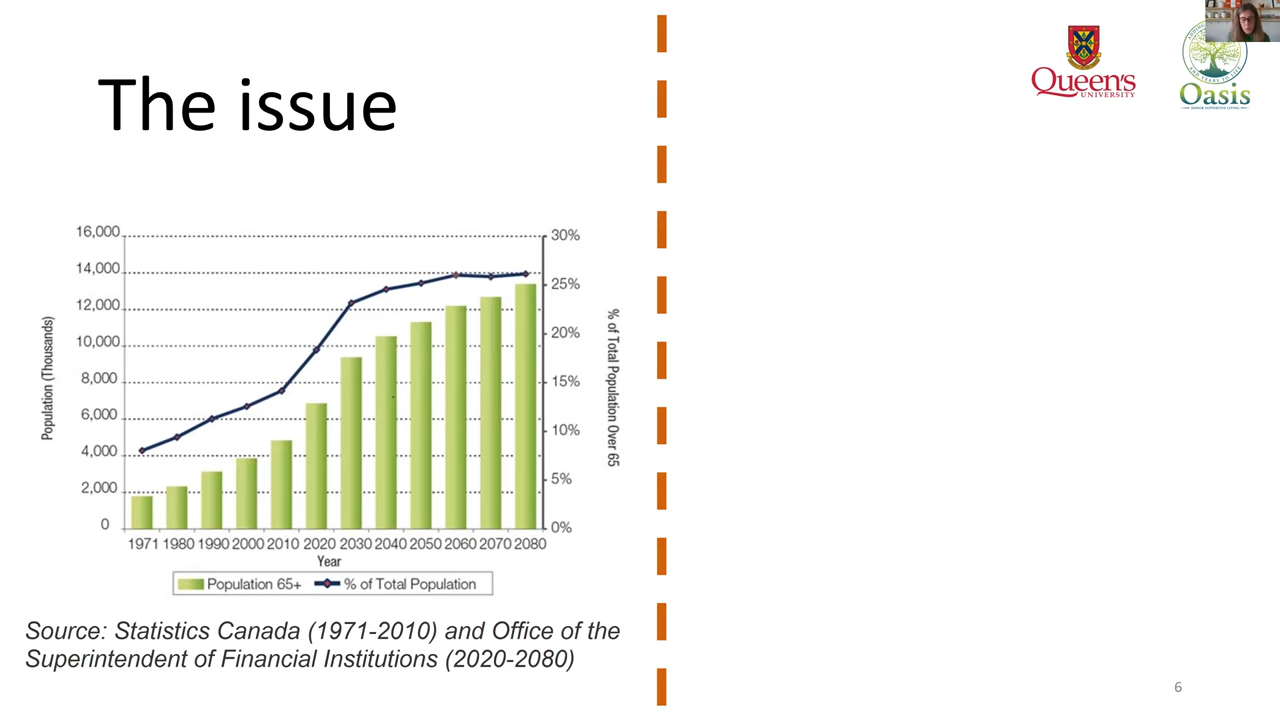 The issue
16,000
14,000
12,000
10,000
8,000
6,000
4,000
2,000
0
30%
25%
20%
15%
10%
5%
0%
Population (Thousands)
% of Total Population Over 65
1971 1980 1990 2000 2010 2020 2030 2040 2050 2060 2070 2080
Year
Population 65+ % of Total Population
Source: Statistics Canada (1971-2010) and Office of the
Superintendent of Financial Institutions (2020-2080)
Queen's
UNIVERSITY
Oasis
SENIOR SUPPORTIVE LIVING
6